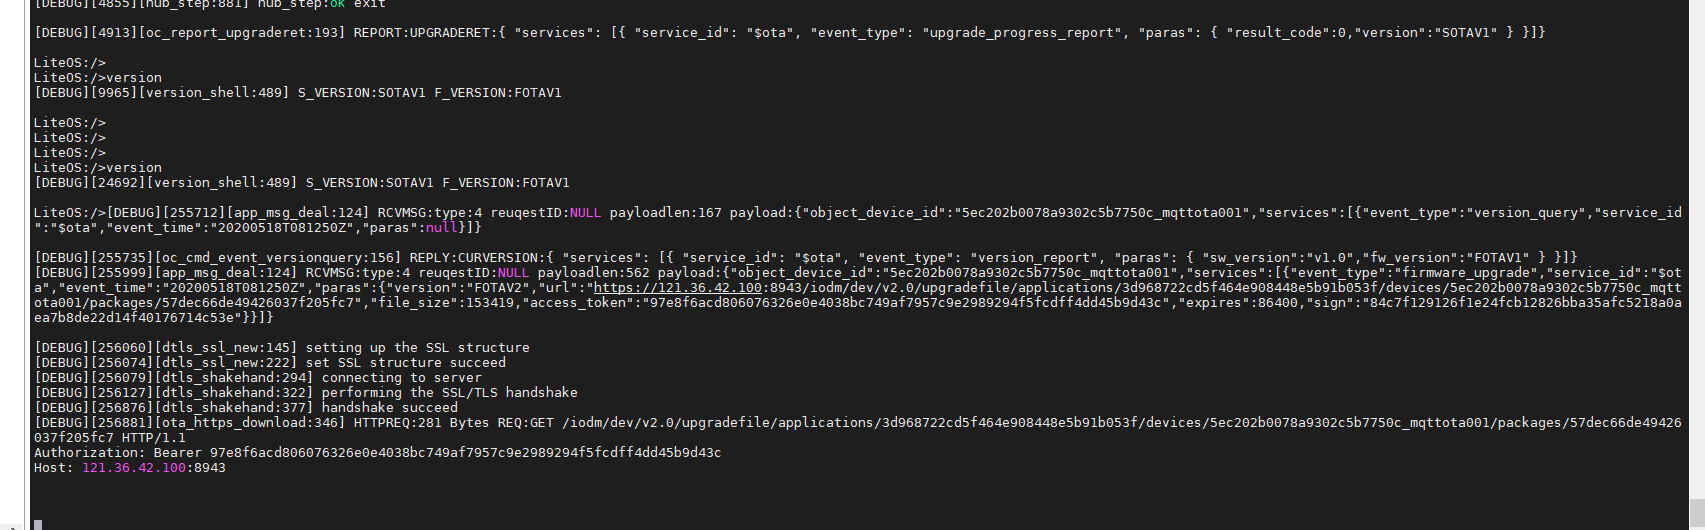 [DEBUG][4855][hub_step:881] hub_step:ok exit
[DEBUG][4913][oc_report_upgraderet:193] REPORT:UPGRADERET:{ "services": [{ "service_id": "$ota", "event_type": "upgrade_progress_report", "paras": { "result_code":0,"version":"SOTAV1" } }]}
LiteOS:/>
LiteOS:/>version
[DEBUG][9965][version_shell:489] S_VERSION:SOTAV1 F_VERSION:FOTAV1
LiteOS:/>
LiteOS:/>
LiteOS:/>
LiteOS:/>version
[DEBUG][24692][version_shell:489] S_VERSION:SOTAV1 F_VERSION:FOTAV1
LiteOS:/>[DEBUG][255712][app_msg_deal:124] RCVMSG:type:4 reuqestID:NULL payloadlen:167 payload:{"object_device_id":"5ec202b0078a9302c5b7750c_mqttota001","services":[{"event_type":"version_query","service_id
":"$ota","event_time":"20200518T081250Z","paras":null}]}
[DEBUG][255735][oc_cmd_event_versionquery:156] REPLY:CURVERSION:{ "services": [{ "service_id": "$ota", "event_type": "version_report", "paras": { "sw_version":"v1.0","fw_version":"FOTAV1" } }]}
[DEBUG][255999][app_msg_deal:124] RCVMSG:type:4 reuqestID:NULL payloadlen:562 payload:{"object_device_id":"5ec202b0078a9302c5b7750c_mqttota001","services":[{"event_type":"firmware_upgrade","service_id":"$ot
a","event_time":"20200518T081250Z","paras":{"version":"FOTAV2","url":"https://121.36.42.100:8943/iodm/dev/v2.0/upgradefile/applications/3d968722cd5f464e908448e5b91b053f/devices/5ec202b0078a9302c5b7750c_mqtt
ota001/packages/57dec66de49426037f205fc7","file_size":153419,"access_token":"97e8f6acd806076326e0e4038bc749af7957c9e2989294f5fcdff4dd45b9d43c","expires":86400,"sign":"84c7f129126f1e24fcb12826bba35afc5218a0a
ea7b8de22d14f40176714c53e"}}]}
[DEBUG][256060][dtls_ssl_new:145] setting up the SSL structure
[DEBUG][256074][dtls_ssl_new:222] set SSL structure succeed
[DEBUG][256079][dtls_shakehand:294] connecting to server
[DEBUG][256127][dtls_shakehand:322] performing the SSL/TLS handshake
[DEBUG][256876][dtls_shakehand:377] handshake succeed
[DEBUG][256881][ota_https_download:346] HTTPREQ:281 Bytes REQ:GET /iodm/dev/v2.0/upgradefile/applications/3d968722cd5f464e908448e5b91b053f/devices/5ec202b0078a9302c5b7750c_mqttota001/packages/57dec66de49426
037f205fc7 HTTP/1.1
Authorization: Bearer 97e8f6acd806076326e0e4038bc749af7957c9e2989294f5fcdff4dd45b9d43c
Host: 121.36.42.100:8943